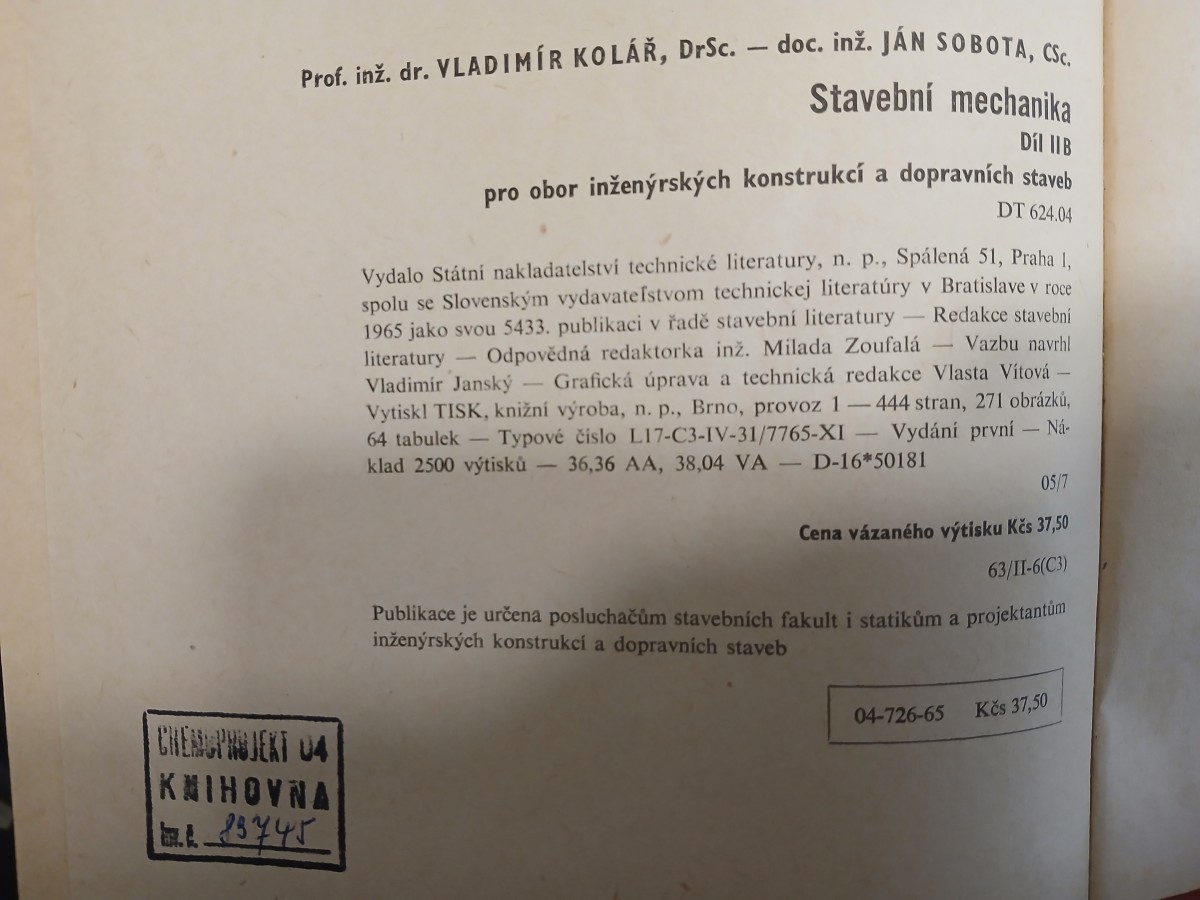 Prof. inž. dr. VLADIMÍR KOLÁŘ, DrSc. — doc. inž. JÁN SOBOTA, CSc.
Stavební mechanika
Díl II B
pro obor inženýrských konstrukcí a dopravních staveb
DT 624.04
Vydalo Státní nakladatelství technické literatury, n. p., Spálená 51, Praha 1,
spolu se Slovenským vydavateľstvom technickej literatúry v Bratislave v roce
1965 jako svou 5433. publikaci v řadě stavební literatury — Redakce stavební
literatury — Odpovědná redaktorka inž. Milada Zoufalá — Vazbu navrhl
Vladimír Janský — Grafická úprava a technická redakce Vlasta Vítová —
Vytiskl TISK, knižní výroba, n. p., Brno, provoz 1 — 444 stran, 271 obrázků,
64 tabulek — Typové číslo L17-C3-IV-31/7765-XI — Vydání první — Ná-
klad 2500 výtisků — 36,36 AA, 38,04 VA — D-16*50181
05/7
Cena vázaného výtisku Kčs 37,50
63/II-6(C3)
Publikace je určena posluchačům stavebních fakult i statikům a projektantům
inženýrských konstrukcí a dopravních staveb
04-726-65 Kčs 37,50
CHEMOPROJEKT 04
KNIHOVNA
Inv. č. 89745